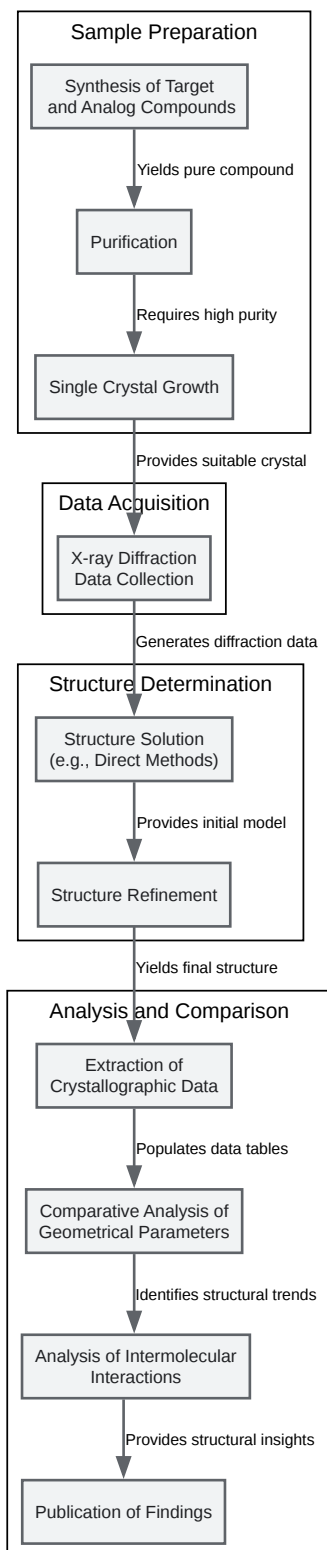 Sample Preparation
Synthesis of Target
and Analog Compounds
Yields pure compound
Purification
Requires high purity
Single Crystal Growth
Provides suitable crystal
Data Acquisition
X-ray Diffraction
Data Collection
Generates diffraction data
Structure Determination
Structure Solution
(e.g., Direct Methods)
Provides initial model
Structure Refinement
Yields final structure
Analysis and Comparison
Extraction of
Crystallographic Data
Populates data tables
Comparative Analysis of
Geometrical Parameters
Identifies structural trends
Analysis of Intermolecular
Interactions
Provides structural insights
Publication of Findings